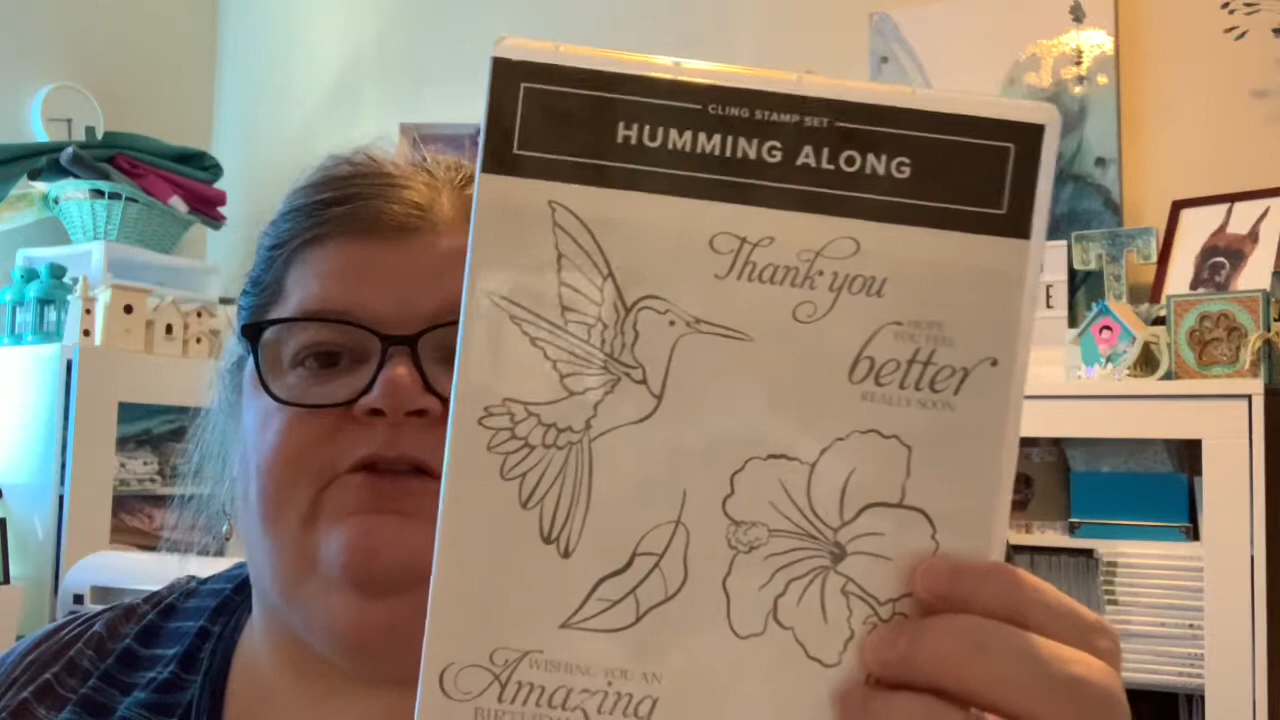 CLING STAMP SET
HUMMING ALONG
Thank you
HOPE
YOU FEEL
better
REALLY SOON
WISHING YOU AN
Amazing
T
E